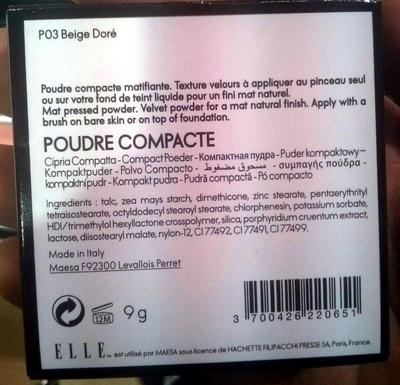 P03 Beige Doré
Poudre compacte matifiante. Texture velours à appliquer au pinceau seul
ou sur votre fond de teint liquide pour un fini mat naturel.
Mat pressed powder. Velvet powder for a mat natural finish. Apply with a
brush on bare skin or on top of foundation.
POUDRE COMPACTE
Cipria Compatta - Compact Poeder - Компактная пудра - Puder kompaktowy -
Kompaktpuder - Polvo Compacto - مسحوق مضغوط - συμπαγής πούδρα -
kompaktnípudr - Kompakt pudra - Pudră compactă - Pó compacto
Ingredients : talc, zea mays starch, dimethicone, zinc stearate, pentaerythrityl
tetraisostearate, octyldodecyl stearoyl stearate, chlorphenesin, potassium sorbate,
HDI/trimethylol hexyllactone crosspolymer, silica, porphyridium cruentum extract,
lactose, diisostearyl malate, nylon-12, CI 77492, CI 77491, CI 77499.
Made in Italy
Maesa F92300 Levallois Perret
12M 9 g
3 700426 220651
ELLE™ est utilisé par MAESA sous licence de HACHETTE FILIPACCHI PRESSE SA, Paris, France.